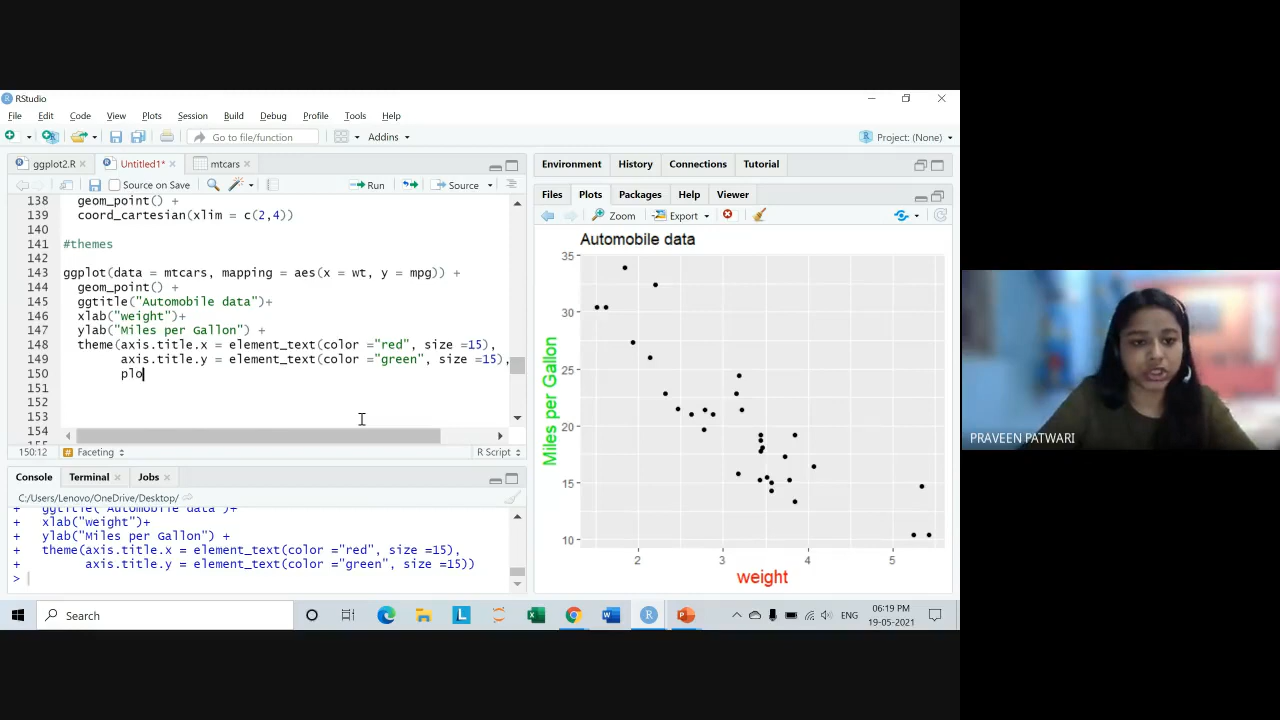 RStudio
File Edit Code View Plots Session Build Debug Profile Tools Help
Go to file/function Addins Project: (None)
ggplot2.R Untitled1* mtcars
Source on Save Run Source
138 geom_point() +
139 coord_cartesian(xlim = c(2,4))
140
141 #themes
142
143 ggplot(data = mtcars, mapping = aes(x = wt, y = mpg)) +
144 geom_point() +
145 ggtitle("Automobile data")+
146 xlab("weight")+
147 ylab("Miles per Gallon") +
148 theme(axis.title.x = element_text(color ="red", size =15),
149 axis.title.y = element_text(color ="green", size =15),
150 plo
151
152
153
154
150:12 Faceting R Script
Console Terminal Jobs
C:/Users/Lenovo/OneDrive/Desktop/
+ ggtitle("Automobile data")+
+ xlab("weight")+
+ ylab("Miles per Gallon") +
+ theme(axis.title.x = element_text(color ="red", size =15),
+ axis.title.y = element_text(color ="green", size =15))
>
Environment History Connections Tutorial
Files Plots Packages Help Viewer
Zoom Export
Automobile data
35
30
25
20
15
10
Miles per Gallon
2 3 4 5
weight
PRAVEEN PATWARI
Search
ENG
06:19 PM
19-05-2021